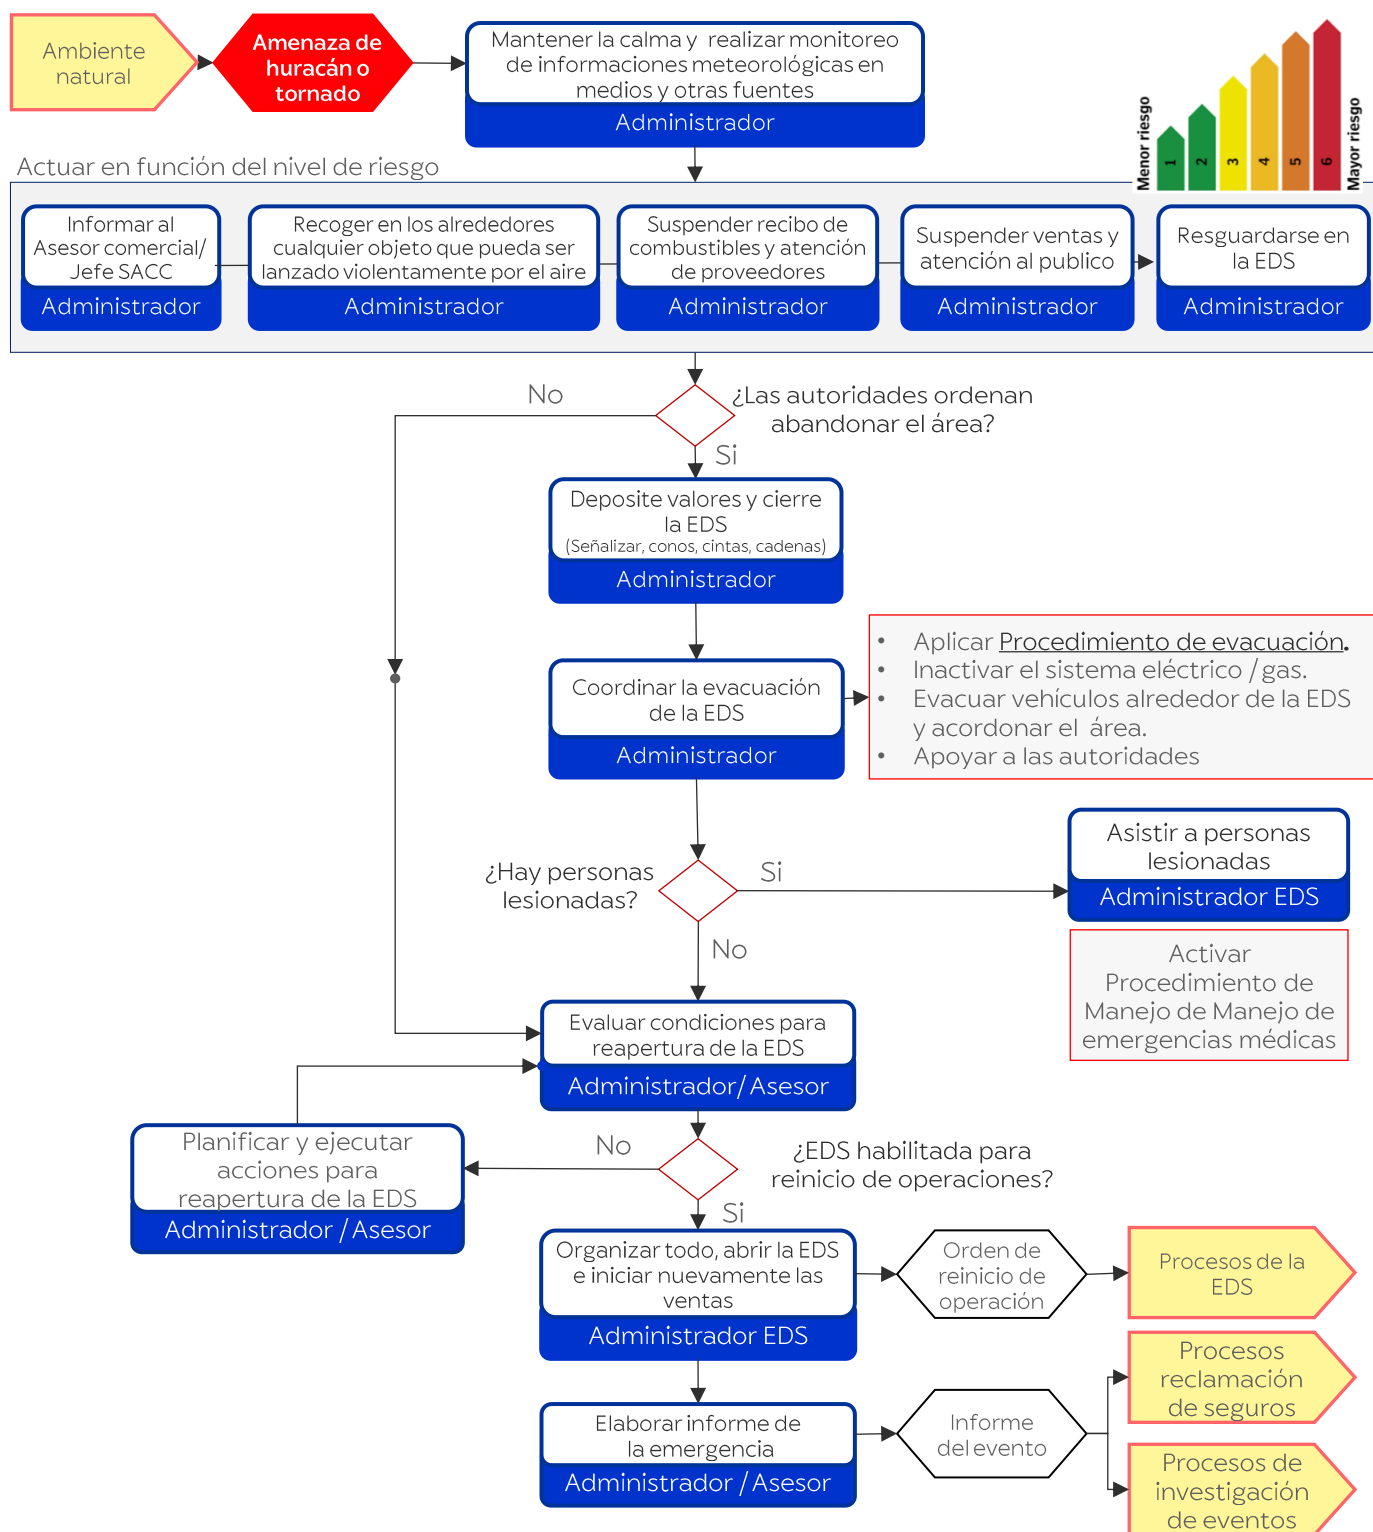 Ambiente
natural
Amenaza de
huracán o
tornado
Mantener la calma y realizar monitoreo
de informaciones meteorológicas en
medios y otras fuentes
Administrador
Menor riesgo
1
2
3
4
5
6
Mayor riesgo
Actuar en función del nivel de riesgo
Informar al
Asesor comercial/
Jefe SACC
Administrador
Recoger en los alrededores
cualquier objeto que pueda ser
lanzado violentamente por el aire
Administrador
Suspender recibo de
combustibles y atención
de proveedores
Administrador
Suspender ventas y
atención al publico
Administrador
Resguardarse en
la EDS
Administrador
¿Las autoridades ordenan
abandonar el área?
No
Si
Deposite valores y cierre
la EDS
(Señalizar, conos, cintas, cadenas)
Administrador
Coordinar la evacuación
de la EDS
Administrador
• Aplicar Procedimiento de evacuación.
• Inactivar el sistema eléctrico / gas.
• Evacuar vehículos alrededor de la EDS
y acordonar el área.
• Apoyar a las autoridades
¿Hay personas
lesionadas?
Si
No
Asistir a personas
lesionadas
Administrador EDS
Activar
Procedimiento de
Manejo de Manejo de
emergencias médicas
Evaluar condiciones para
reapertura de la EDS
Administrador/ Asesor
No
¿EDS habilitada para
reinicio de operaciones?
Si
Planificar y ejecutar
acciones para
reapertura de la EDS
Administrador / Asesor
Organizar todo, abrir la EDS
e iniciar nuevamente las
ventas
Administrador EDS
Orden de
reinicio de
operación
Procesos de la
EDS
Elaborar informe de
la emergencia
Administrador / Asesor
Informe
del evento
Procesos
reclamación
de seguros
Procesos de
investigación
de eventos